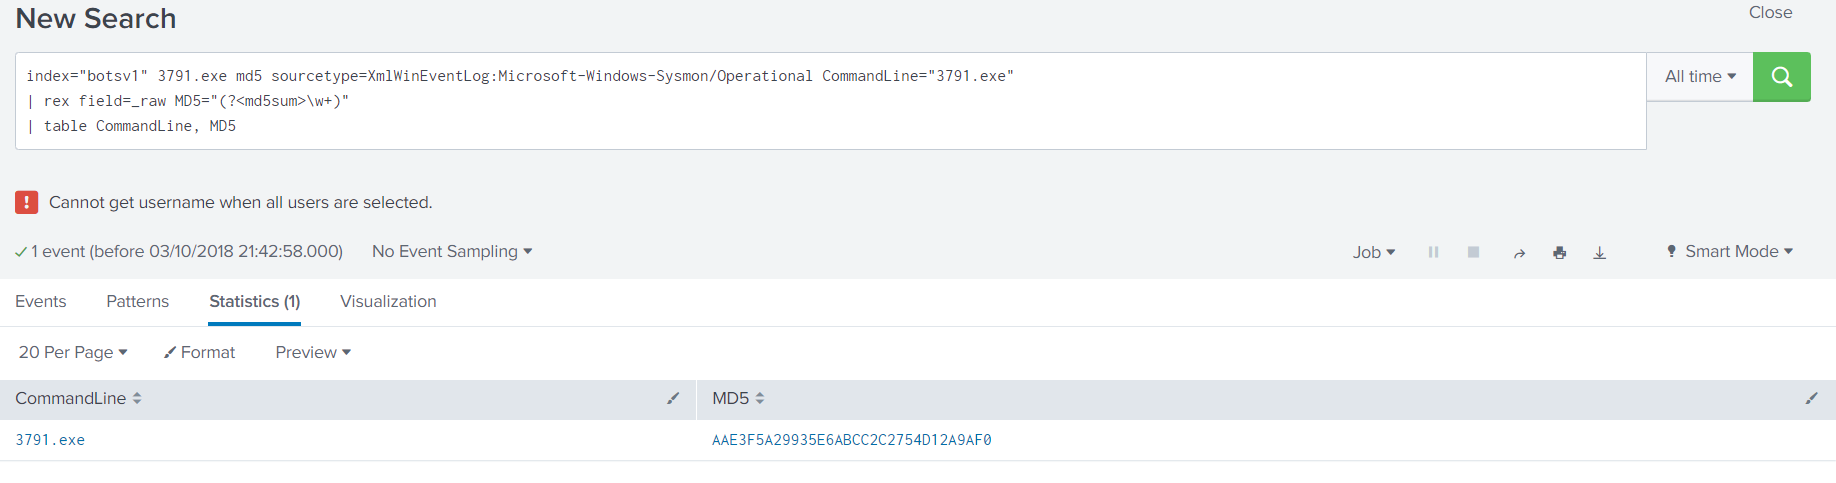 New Search
Close
index="botsv1" 3791.exe md5 sourcetype=XmlWinEventLog:Microsoft-Windows-Sysmon/Operational CommandLine="3791.exe"
| rex field=_raw MD5="(?<md5sum>\w+)"
| table CommandLine, MD5
All time
! Cannot get username when all users are selected.
1 event (before 03/10/2018 21:42:58.000)
No Event Sampling
Job
Smart Mode
Events
Patterns
Statistics (1)
Visualization
20 Per Page
Format
Preview
CommandLine
MD5
3791.exe
AAE3F5A29935E6ABCC2C2754D12A9AF0